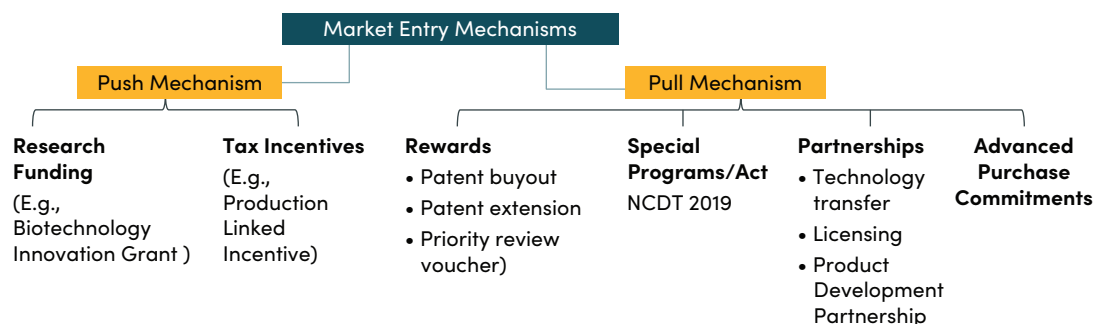 Market Entry Mechanisms
Push Mechanism
Pull Mechanism
Research
Funding
(E.g.,
Biotechnology
Innovation Grant )
Tax Incentives
(E.g.,
Production
Linked
Incentive)
Rewards
• Patent buyout
• Patent extension
• Priority review
voucher)
Special
Programs/Act
NCDT 2019
Partnerships
• Technology
transfer
• Licensing
• Product
Development
Partnership
Advanced
Purchase
Commitments